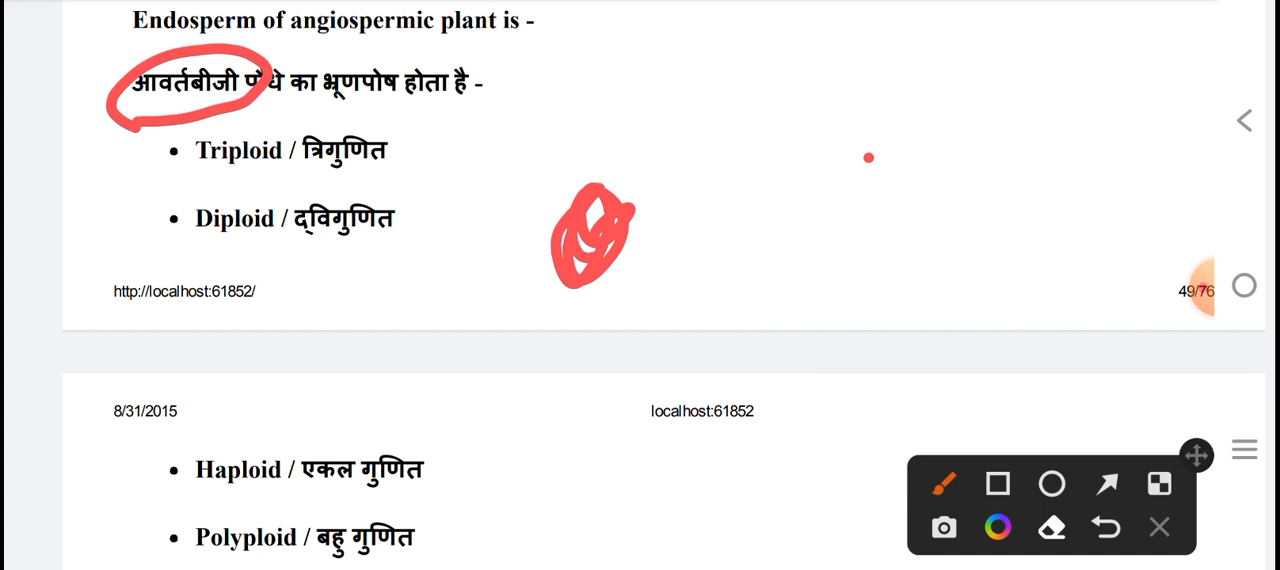 Endosperm of angiospermic plant is -
आवर्तबीजी पौधे का भ्रूणपोष होता है -
• Triploid / त्रिगुणित
• Diploid / द्विगुणित
http://localhost:61852/ 49/76
8/31/2015 localhost:61852
• Haploid / एकल गुणित
• Polyploid / बहु गुणित